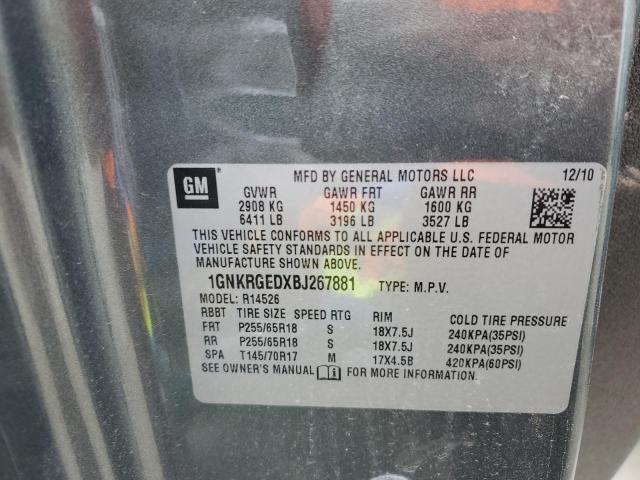 GM
MFD BY GENERAL MOTORS LLC 12/10
GVWR GAWR FRT GAWR RR
2908 KG 1450 KG 1600 KG
6411 LB 3196 LB 3527 LB
THIS VEHICLE CONFORMS TO ALL APPLICABLE U.S. FEDERAL MOTOR
VEHICLE SAFETY STANDARDS IN EFFECT ON THE DATE OF
MANUFACTURE SHOWN ABOVE.
1GNKRGEDXBJ267881 TYPE: M.P.V.
MODEL: R14526
RBBT TIRE SIZE SPEED RTG RIM COLD TIRE PRESSURE
FRT P255/65R18 S 18X7.5J 240KPA(35PSI)
RR P255/65R18 S 18X7.5J 240KPA(35PSI)
SPA T145/70R17 M 17X4.5B 420KPA(60PSI)
SEE OWNER'S MANUAL FOR MORE INFORMATION.